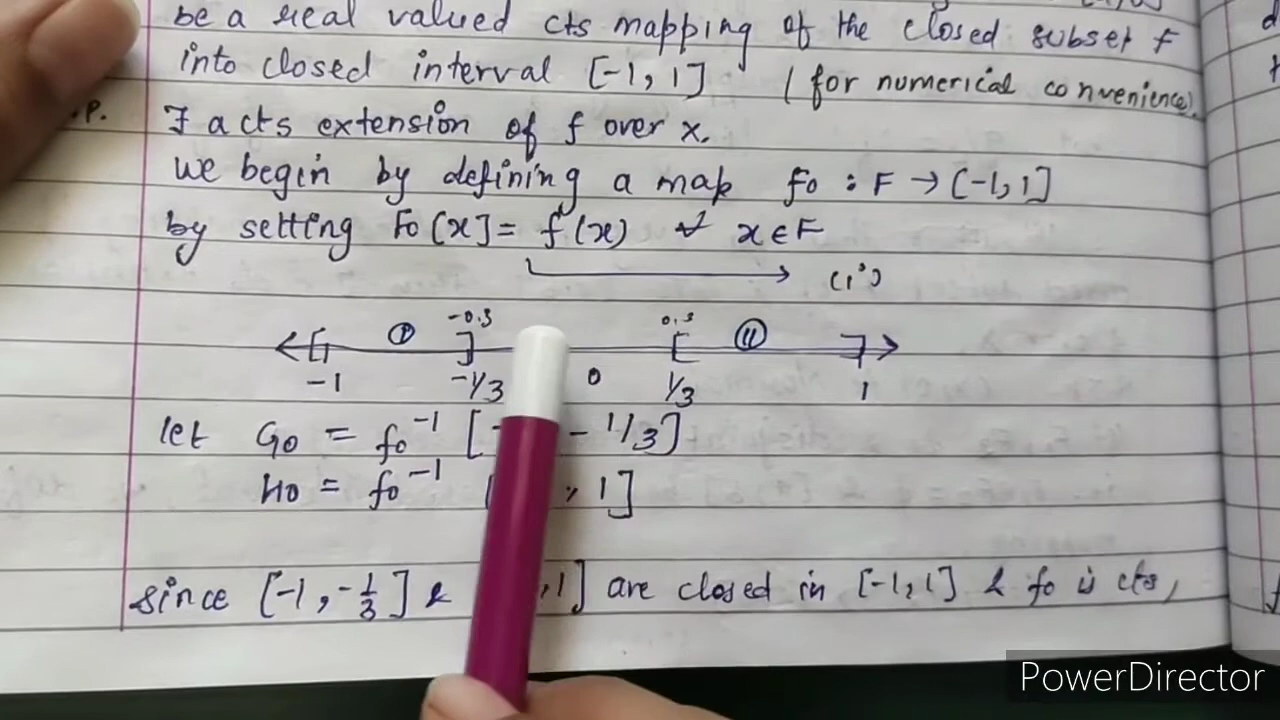 be a real valued cts mapping of the closed subset F
into closed interval [-1, 1] (for numerical convenience)
.P. ∃ a cts extension of f over x.
we begin by defining a map fo : F → [-1, 1]
by setting Fo [x] = f(x) ∀ x ∈ F
(i)
-0.3 0.3
I II
-1 -1/3 0 1/3 1
let Go = fo⁻¹ [ - 1/3]
Ho = fo⁻¹ , 1]
since [-1, -1/3] & ,1] are closed in [-1, 1] & fo is cts,
PowerDirector